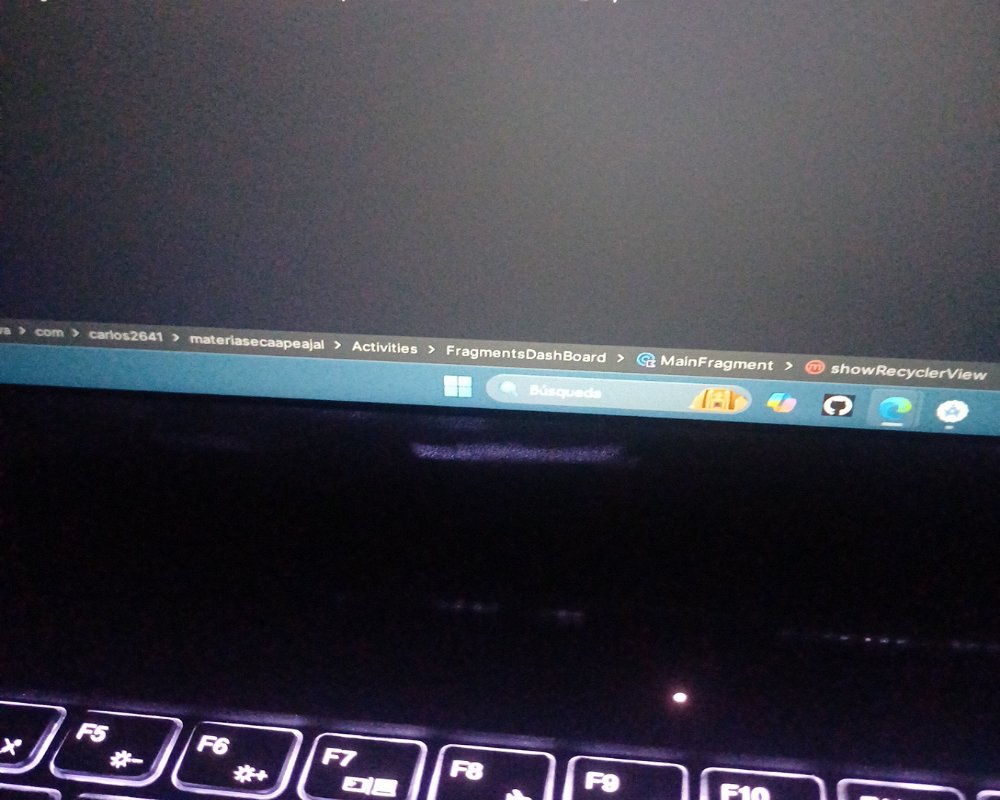 com > carlos2641 > materiasecaapeajal > Activities > FragmentsDashBoard > MainFragment > showRecyclerView
Búsqueda
F5 F6 F7 F8 F9 F10